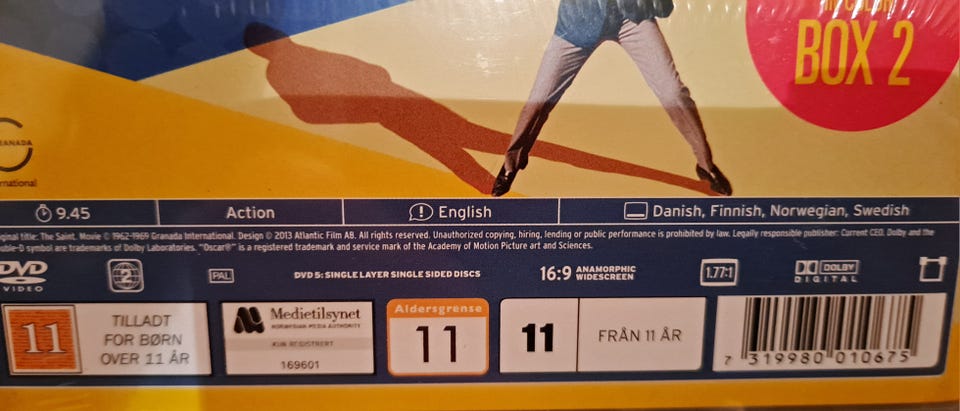 IN COLOR
BOX 2
GRANADA
International
9.45
Action
English
Danish, Finnish, Norwegian, Swedish
ginal title: The Saint. Movie © 1962-1969 Granada International. Design © 2013 Atlantic Film AB. All rights reserved. Unauthorized copying, hiring, lending or public performance is prohibited by law. Legally responsible publisher: Current CEO. Dolby and the
uble-D symbol are trademarks of Dolby Laboratories. "Oscar®" is a registered trademark and service mark of the Academy of Motion Picture art and Sciences.
DVD
VIDEO
2
PAL
DVD 5: SINGLE LAYER SINGLE SIDED DISCS
16:9 ANAMORPHIC
WIDESCREEN
1.77:1
DOLBY
DIGITAL
11
TILLADT
FOR BØRN
OVER 11 ÅR
Medietilsynet
NORWEGIAN MEDIA AUTHORITY
KUN REGISTRERT
169601
Aldersgrense
11
11
FRÅN 11 ÅR
7 319980 010675